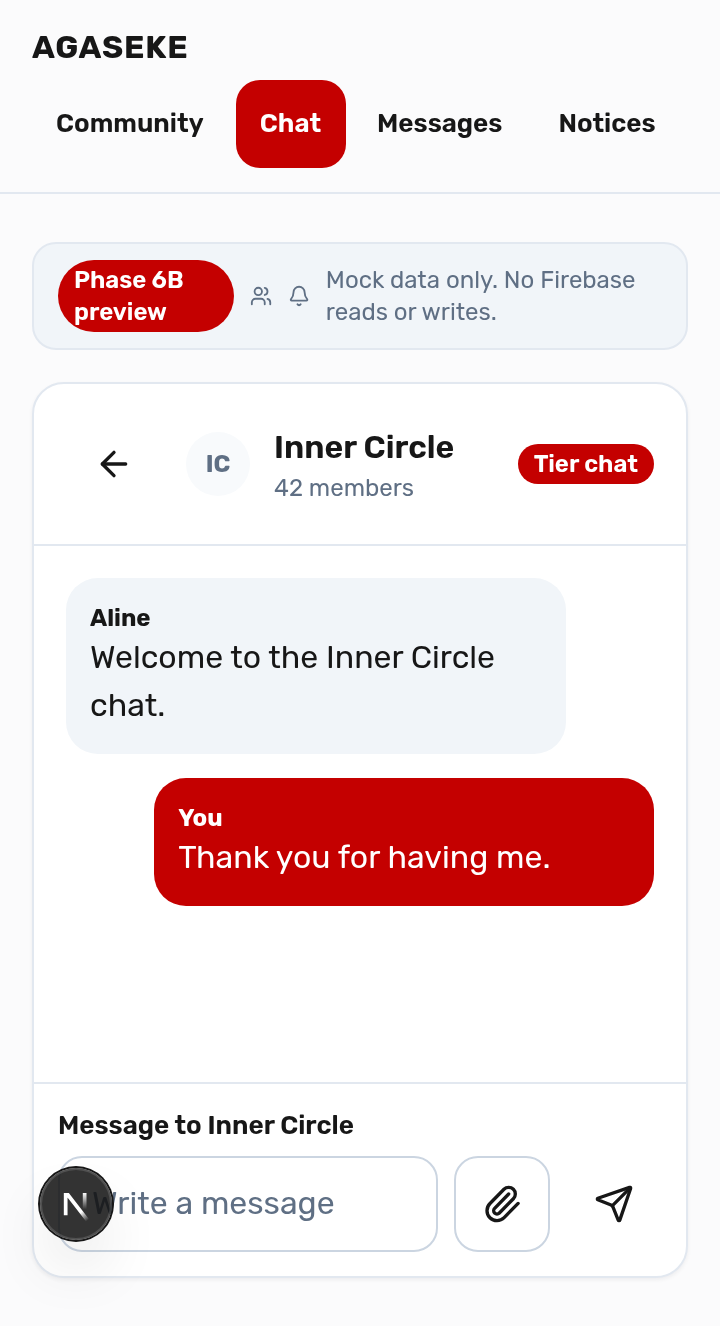 AGASEKE
Community Chat Messages Notices
Phase 6B
preview
Mock data only. No Firebase
reads or writes.
IC
Inner Circle
42 members
Tier chat
Aline
Welcome to the Inner Circle
chat.
You
Thank you for having me.
Message to Inner Circle
N
Write a message